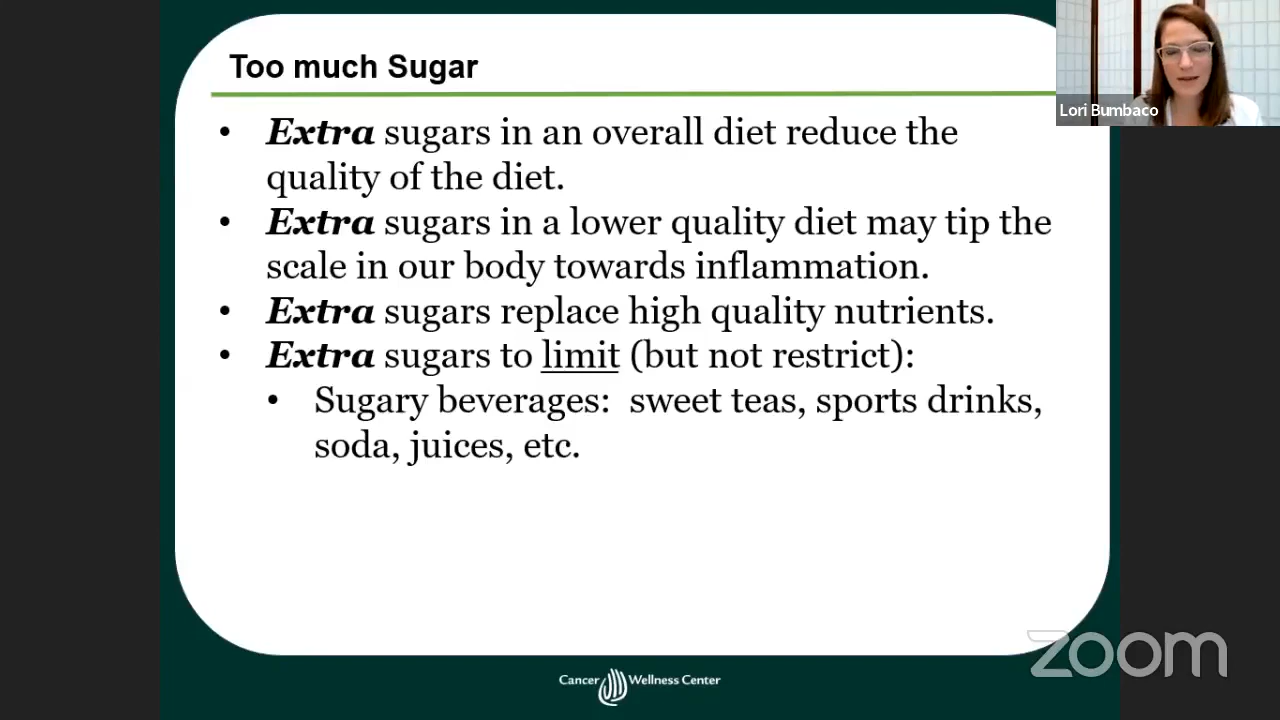 Too much Sugar
Lori Bumbaco
• Extra sugars in an overall diet reduce the
quality of the diet.
• Extra sugars in a lower quality diet may tip the
scale in our body towards inflammation.
• Extra sugars replace high quality nutrients.
• Extra sugars to limit (but not restrict):
• Sugary beverages:  sweet teas, sports drinks,
soda, juices, etc.
zoom
Cancer Wellness Center